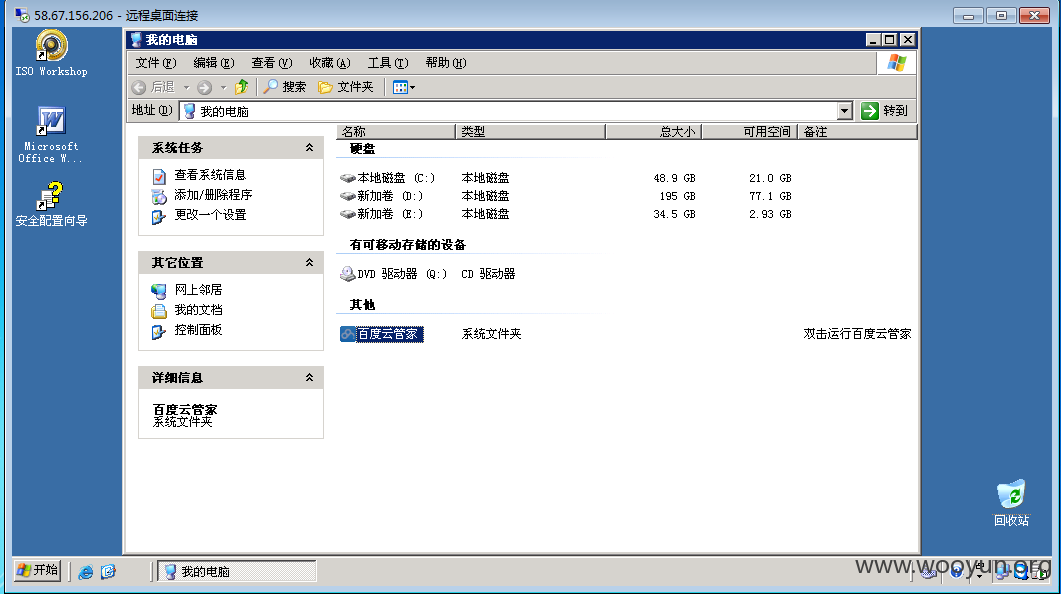 58.67.156.206 - 远程桌面连接
ISO Workshop
Microsoft
Office W...
安全配置向导
我的电脑
文件(F) 编辑(E) 查看(V) 收藏(A) 工具(T) 帮助(H)
后退 搜索 文件夹
地址(D) 我的电脑 转到
系统任务
查看系统信息
添加/删除程序
更改一个设置
其它位置
网上邻居
我的文档
控制面板
详细信息
百度云管家
系统文件夹
名称 类型 总大小 可用空间 备注
硬盘
本地磁盘 (C:) 本地磁盘 48.9 GB 21.0 GB
新加卷 (D:) 本地磁盘 195 GB 77.1 GB
新加卷 (E:) 本地磁盘 34.5 GB 2.93 GB
有可移动存储的设备
DVD 驱动器 (Q:) CD 驱动器
其他
百度云管家 系统文件夹 双击运行百度云管家
回收站
开始 我的电脑
www.wooyun.org